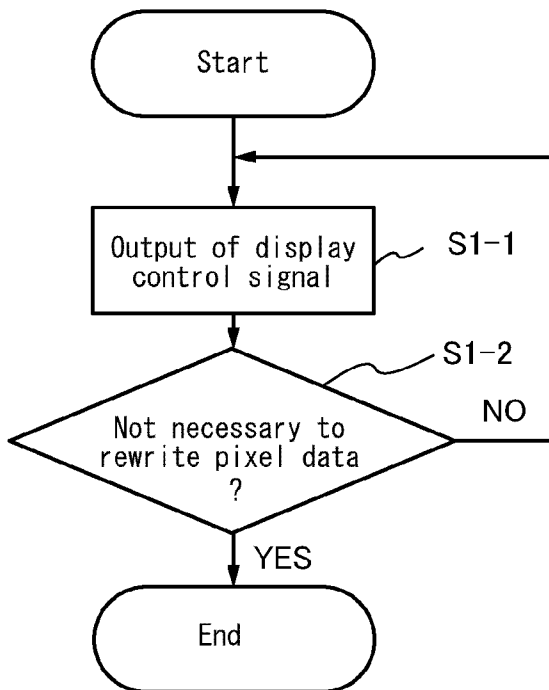 Start
Output of display
control signal
S1-1
S1-2
Not necessary to
rewrite pixel data
?
NO
YES
End